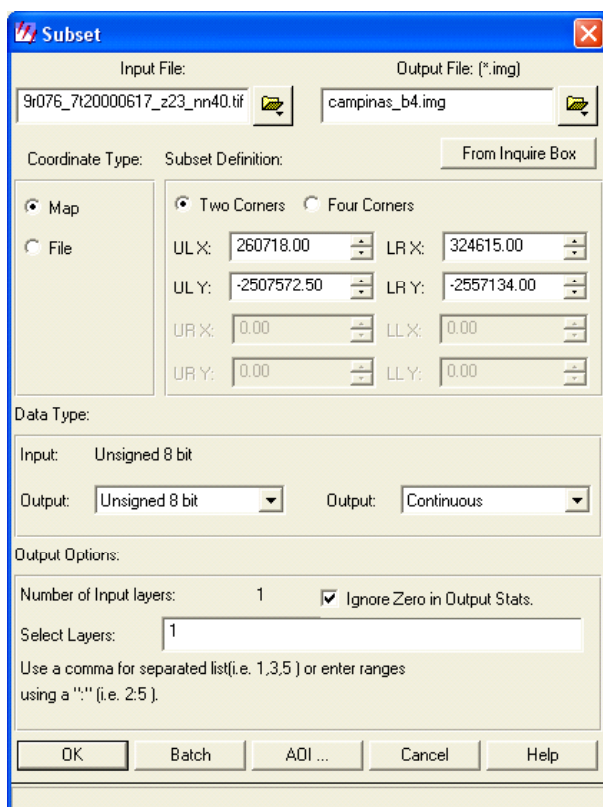 Subset
Input File: Output File: (*.img)
9r076_7t20000617_z23_nn40.tif campinas_b4.img
Coordinate Type: Subset Definition: From Inquire Box
Map Two Corners Four Corners
File UL X: 260718.00 LR X: 324615.00
UL Y: -2507572.50 LR Y: -2557134.00
UR X: 0.00 LL X: 0.00
UR Y: 0.00 LL Y: 0.00
Data Type:
Input: Unsigned 8 bit
Output: Unsigned 8 bit Output: Continuous
Output Options:
Number of Input layers: 1 Ignore Zero in Output Stats.
Select Layers: 1
Use a comma for separated list(i.e. 1,3,5 ) or enter ranges
using a ":" (i.e. 2:5 ).
OK Batch AOI ... Cancel Help